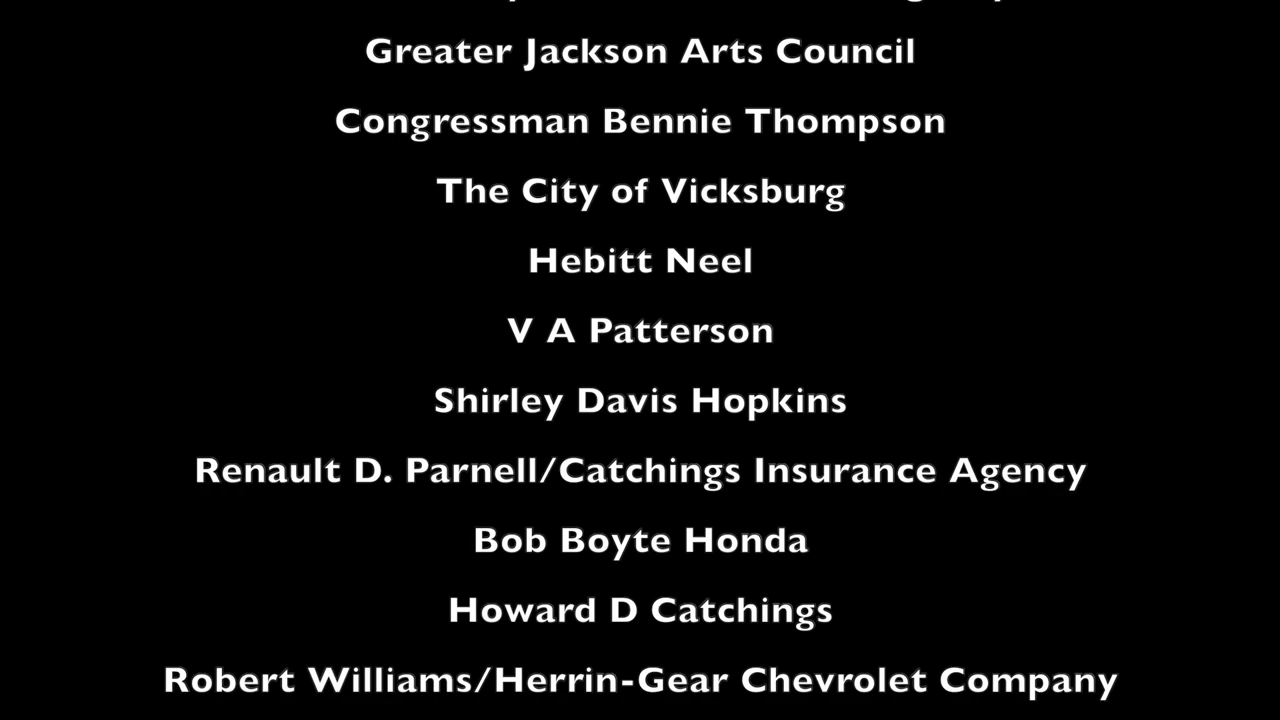 Greater Jackson Arts Council
Congressman Bennie Thompson
The City of Vicksburg
Hebitt Neel
V A Patterson
Shirley Davis Hopkins
Renault D. Parnell/Catchings Insurance Agency
Bob Boyte Honda
Howard D Catchings
Robert Williams/Herrin-Gear Chevrolet Company